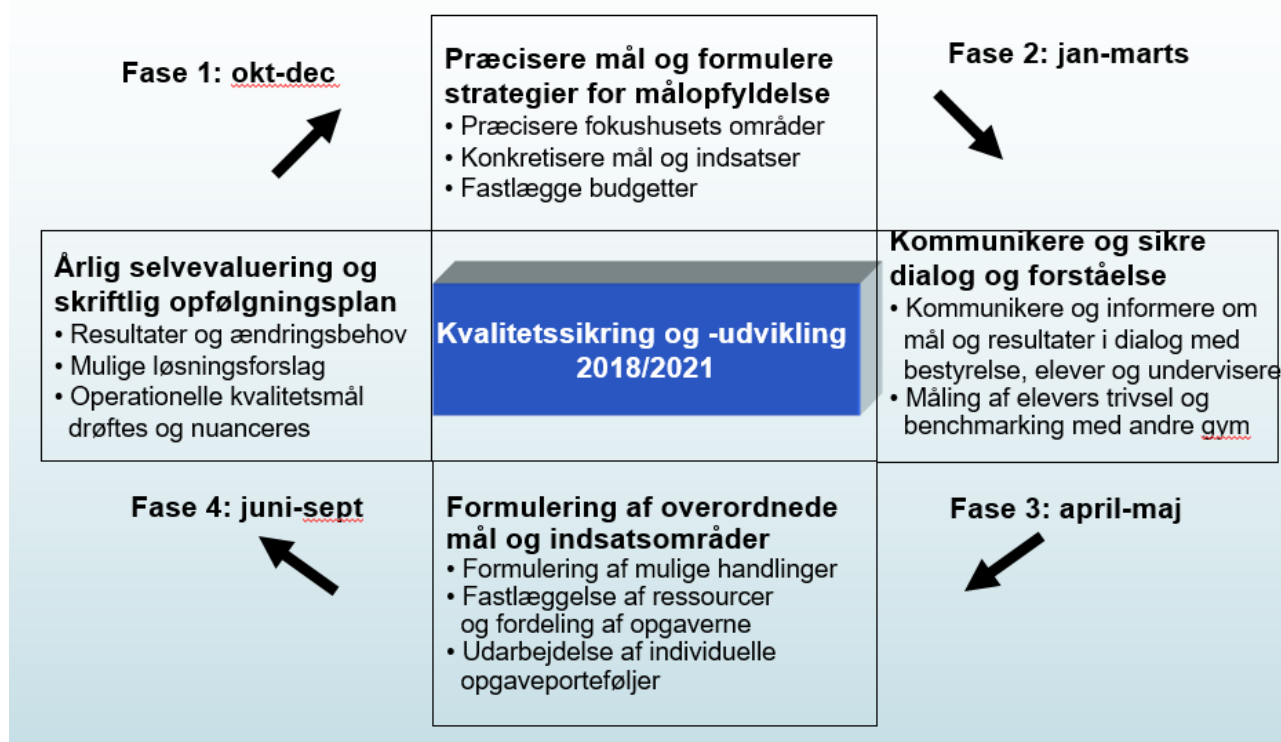 Fase 1: okt-dec
Præcisere mål og formulere
strategier for målopfyldelse
• Præcisere fokushusets områder
• Konkretisere mål og indsatser
• Fastlægge budgetter
Fase 2: jan-marts
Årlig selvevaluering og
skriftlig opfølgningsplan
• Resultater og ændringsbehov
• Mulige løsningsforslag
• Operationelle kvalitetsmål
drøftes og nuanceres
Kvalitetssikring og -udvikling
2018/2021
Kommunikere og sikre
dialog og forståelse
• Kommunikere og informere om
mål og resultater i dialog med
bestyrelse, elever og undervisere
• Måling af elevers trivsel og
benchmarking med andre gym
Fase 4: juni-sept
Formulering af overordnede
mål og indsatsområder
• Formulering af mulige handlinger
• Fastlæggelse af ressourcer
og fordeling af opgaverne
• Udarbejdelse af individuelle
opgaveporteføljer
Fase 3: april-maj